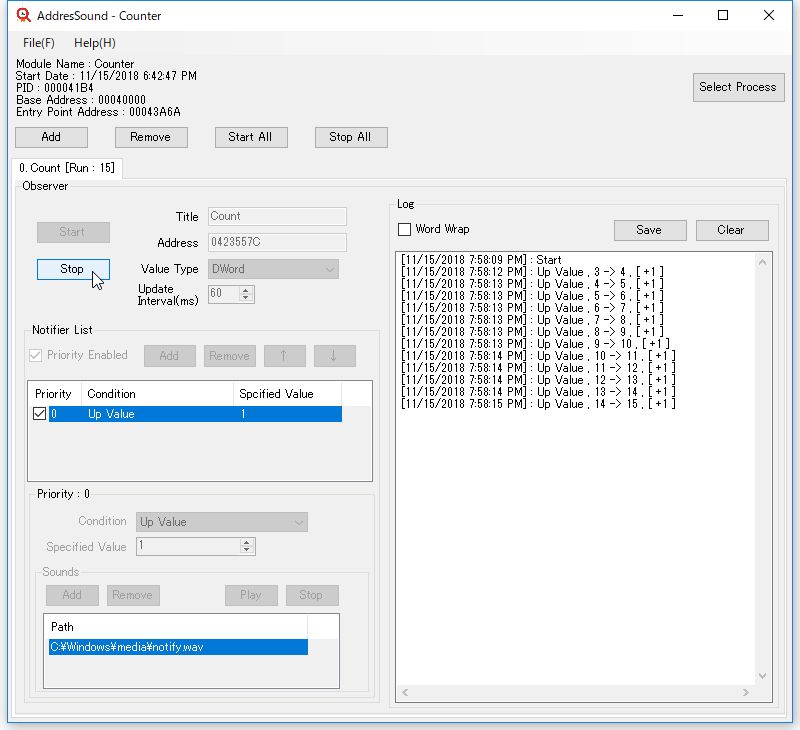 AddresSound - Counter
File(F) Help(H)
Module Name : Counter
Start Date : 11/15/2018 6:42:47 PM
PID : 000041B4
Base Address : 00040000
Entry Point Address : 00043A6A
Select Process
Add Remove Start All Stop All
0. Count [Run : 15]
Observer
Start
Stop
Title Count
Address 0423557C
Value Type DWord
Update
Interval(ms) 60
Notifier List
Priority Enabled Add Remove ↑ ↓
Priority Condition Spcified Value
0 Up Value 1
Priority : 0
Condition Up Value
Specified Value 1
Sounds
Add Remove Play Stop
Path
C:¥Windows¥media¥notify.wav
Log
Word Wrap Save Clear
[11/15/2018 7:58:09 PM] : Start
[11/15/2018 7:58:12 PM] : Up Value , 3 -> 4 , [ +1 ]
[11/15/2018 7:58:13 PM] : Up Value , 4 -> 5 , [ +1 ]
[11/15/2018 7:58:13 PM] : Up Value , 5 -> 6 , [ +1 ]
[11/15/2018 7:58:13 PM] : Up Value , 6 -> 7 , [ +1 ]
[11/15/2018 7:58:13 PM] : Up Value , 7 -> 8 , [ +1 ]
[11/15/2018 7:58:13 PM] : Up Value , 8 -> 9 , [ +1 ]
[11/15/2018 7:58:13 PM] : Up Value , 9 -> 10 , [ +1 ]
[11/15/2018 7:58:14 PM] : Up Value , 10 -> 11 , [ +1 ]
[11/15/2018 7:58:14 PM] : Up Value , 11 -> 12 , [ +1 ]
[11/15/2018 7:58:14 PM] : Up Value , 12 -> 13 , [ +1 ]
[11/15/2018 7:58:14 PM] : Up Value , 13 -> 14 , [ +1 ]
[11/15/2018 7:58:15 PM] : Up Value , 14 -> 15 , [ +1 ]